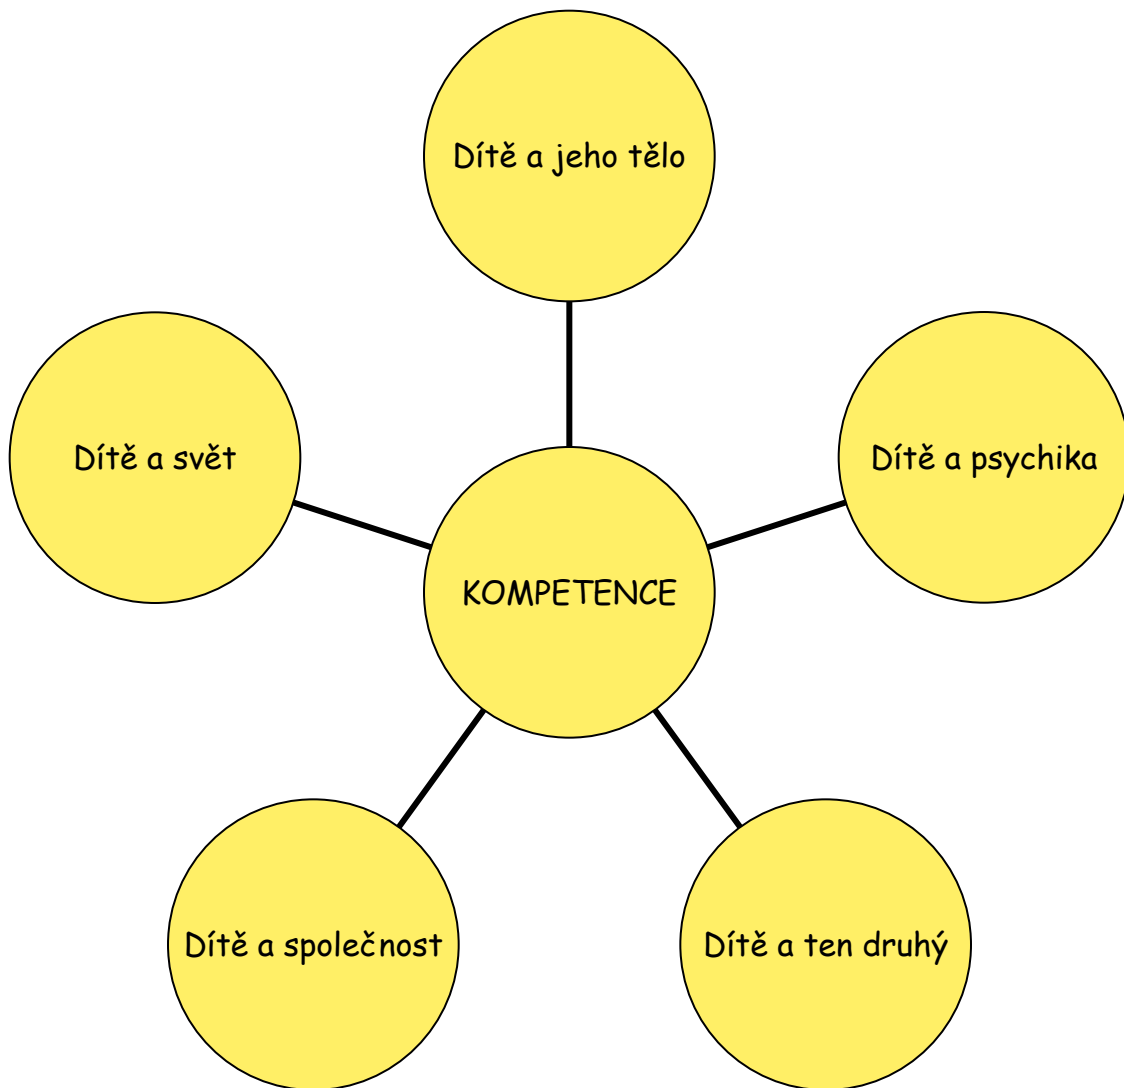 Dítě a jeho tělo
Dítě a svět
Dítě a psychika
KOMPETENCE
Dítě a společnost
Dítě a ten druhý